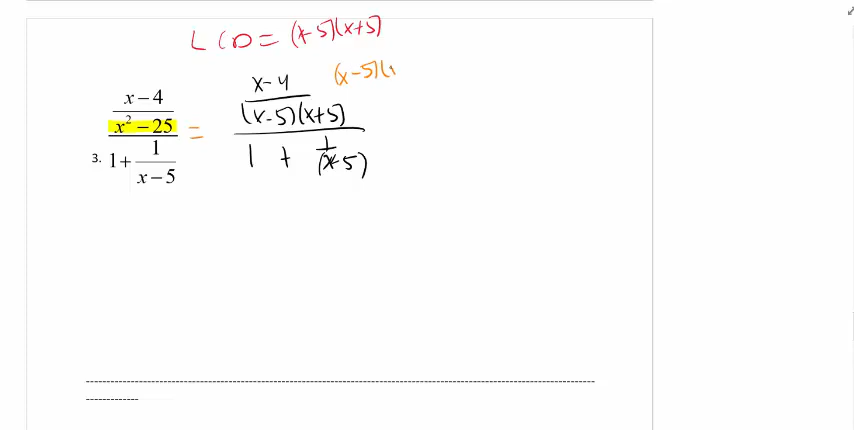 LCD = (x-5)(x+5)
x-4 (x-5)(
x − 4
x² − 25 = (x-5)(x+5)
3. 1 + 1 1 + 1
x − 5 (x-5)
--------------------------------------------------------------------------------------------------------------------------------
-------------